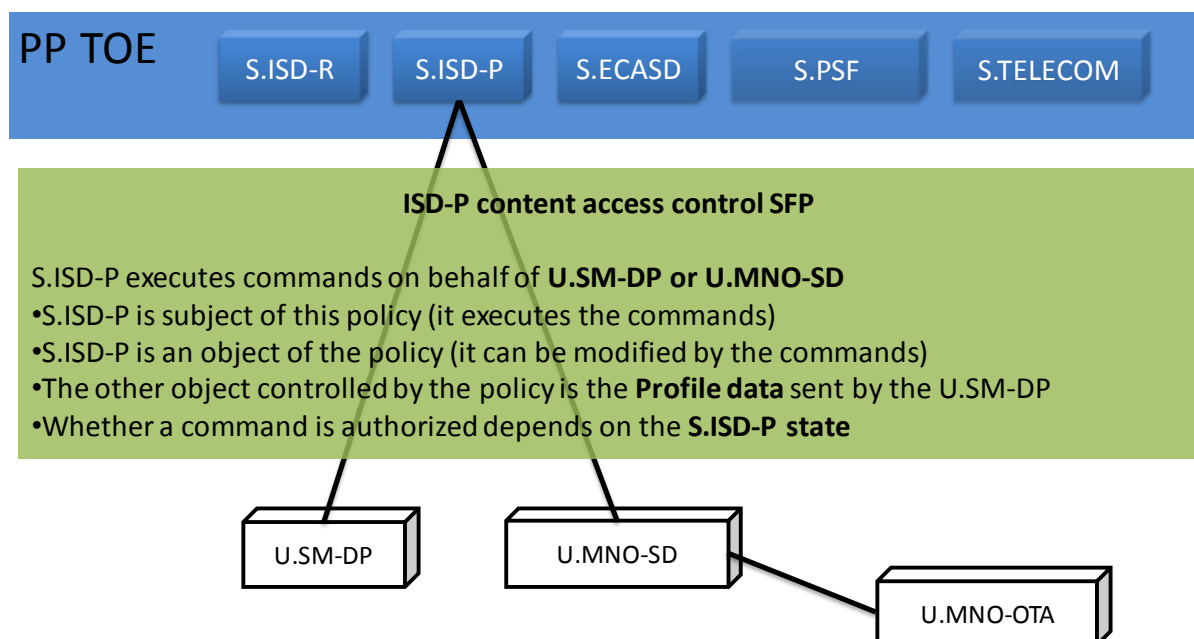 PP TOE
S.ISD-R S.ISD-P S.ECASD S.PSF S.TELECOM
ISD-P content access control SFP
S.ISD-P executes commands on behalf of U.SM-DP or U.MNO-SD
•S.ISD-P is subject of this policy (it executes the commands)
•S.ISD-P is an object of the policy (it can be modified by the commands)
•The other object controlled by the policy is the Profile data sent by the U.SM-DP
•Whether a command is authorized depends on the S.ISD-P state
U.SM-DP U.MNO-SD
U.MNO-OTA